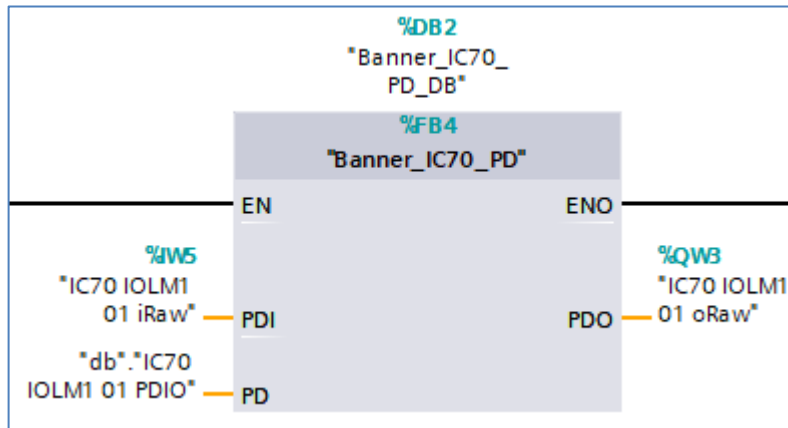 %DB2
"Banner_IC70_
PD_DB"
%FB4
"Banner_IC70_PD"
EN
ENO
%IW5
"IC70 IOLM1
01 iRaw"
PDI
%QW3
"IC70 IOLM1
01 oRaw"
PDO
"db"."IC70
IOLM1 01 PDIO"
PD